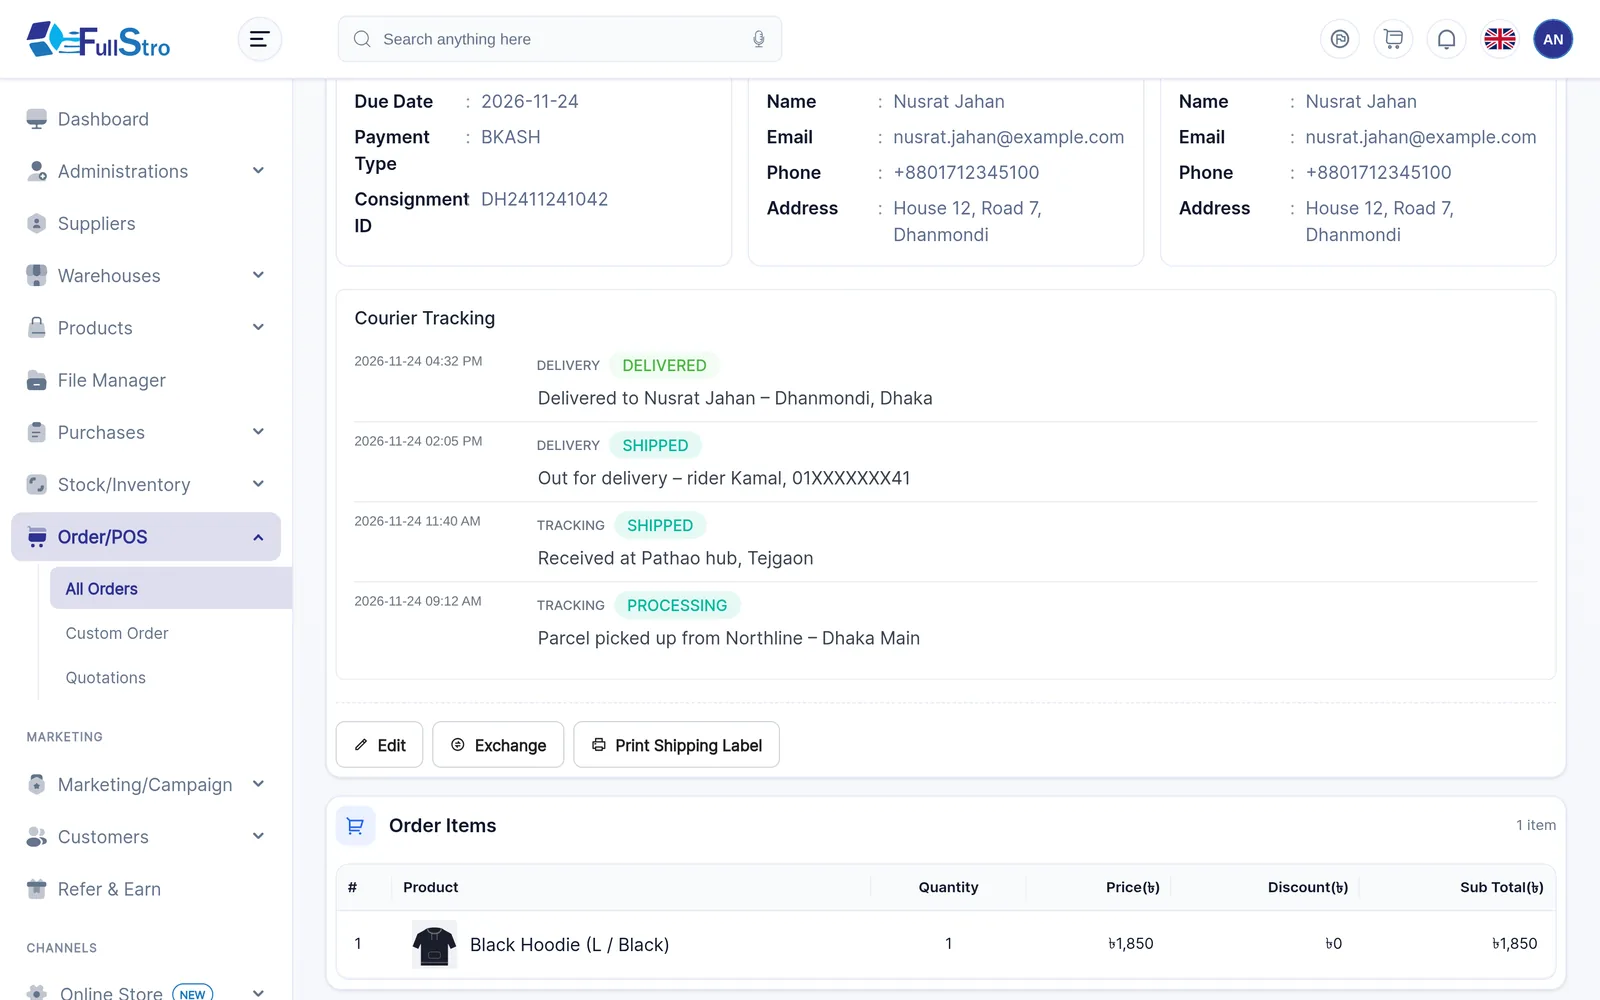 FullStro
Search anything here
AN
Dashboard
Administrations
Suppliers
Warehouses
Products
File Manager
Purchases
Stock/Inventory
Order/POS
All Orders
Custom Order
Quotations
MARKETING
Marketing/Campaign
Customers
Refer & Earn
CHANNELS
Online Store NEW
Due Date : 2026-11-24
Payment Type : BKASH
Consignment ID DH2411241042
Name : Nusrat Jahan
Email : nusrat.jahan@example.com
Phone : +8801712345100
Address : House 12, Road 7,
Dhanmondi
Name : Nusrat Jahan
Email : nusrat.jahan@example.com
Phone : +8801712345100
Address : House 12, Road 7,
Dhanmondi
Courier Tracking
2026-11-24 04:32 PM DELIVERY DELIVERED
Delivered to Nusrat Jahan – Dhanmondi, Dhaka
2026-11-24 02:05 PM DELIVERY SHIPPED
Out for delivery – rider Kamal, 01XXXXXXX41
2026-11-24 11:40 AM TRACKING SHIPPED
Received at Pathao hub, Tejgaon
2026-11-24 09:12 AM TRACKING PROCESSING
Parcel picked up from Northline – Dhaka Main
Edit Exchange Print Shipping Label
Order Items 1 item
# Product Quantity Price(৳) Discount(৳) Sub Total(৳)
1 Black Hoodie (L / Black) 1 ৳1,850 ৳0 ৳1,850